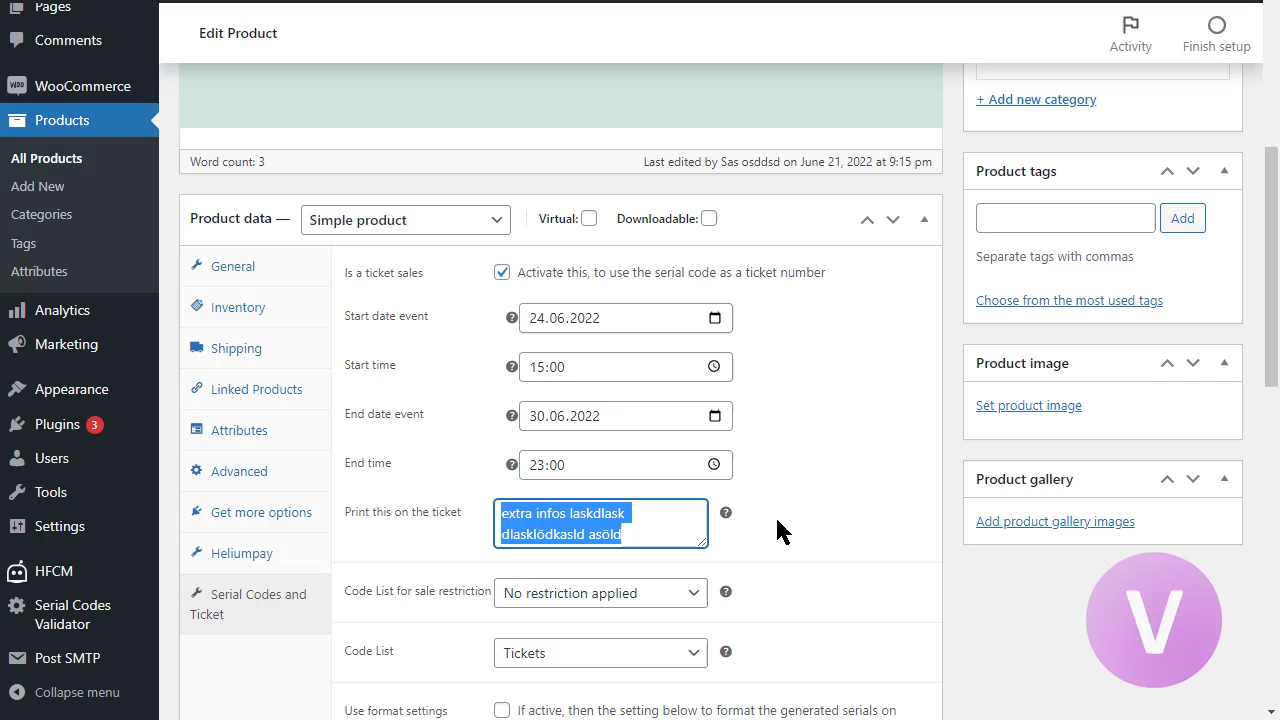 Pages
Comments
WooCommerce
Products
All Products
Add New
Categories
Tags
Attributes
Analytics
Marketing
Appearance
Plugins 3
Users
Tools
Settings
HFCM
Serial Codes
Validator
Post SMTP
Collapse menu
Edit Product
Activity
Finish setup
Word count: 3
Last edited by Sas osddsd on June 21, 2022 at 9:15 pm
Product data —
Simple product
Virtual:
Downloadable:
General
Inventory
Shipping
Linked Products
Attributes
Advanced
Get more options
Heliumpay
Serial Codes and
Ticket
Is a ticket sales
Activate this, to use the serial code as a ticket number
Start date event
24.06.2022
Start time
15:00
End date event
30.06.2022
End time
23:00
Print this on the ticket
extra infos laskdlask
dlasklödkasld asöld
Code List for sale restriction
No restriction applied
Code List
Tickets
Use format settings
If active, then the setting below to format the generated serials on
+ Add new category
Product tags
Add
Separate tags with commas
Choose from the most used tags
Product image
Set product image
Product gallery
Add product gallery images
V